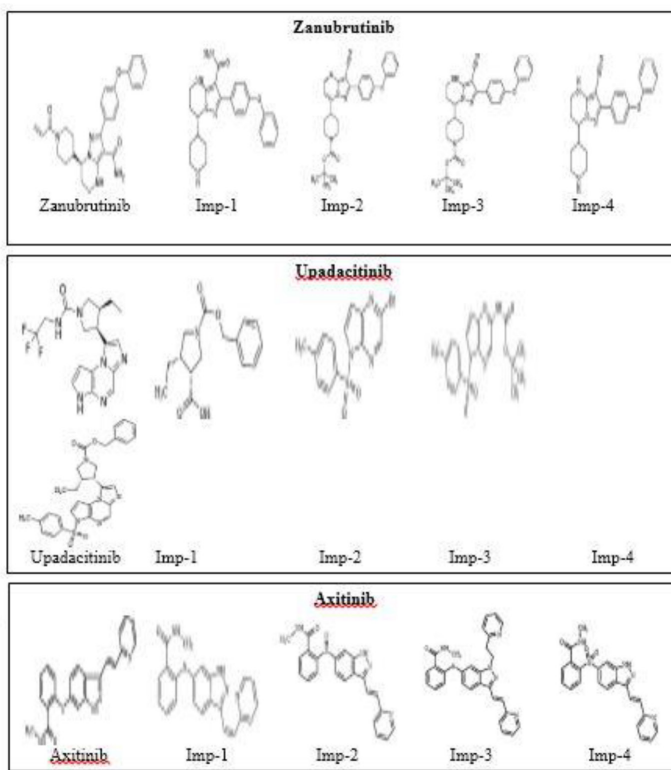 Zanubrutinib
Zanubrutinib Imp-1 Imp-2 Imp-3 Imp-4
Upadacitinib
Upadacitinib Imp-1 Imp-2 Imp-3 Imp-4
Axitinib
Axitinib Imp-1 Imp-2 Imp-3 Imp-4